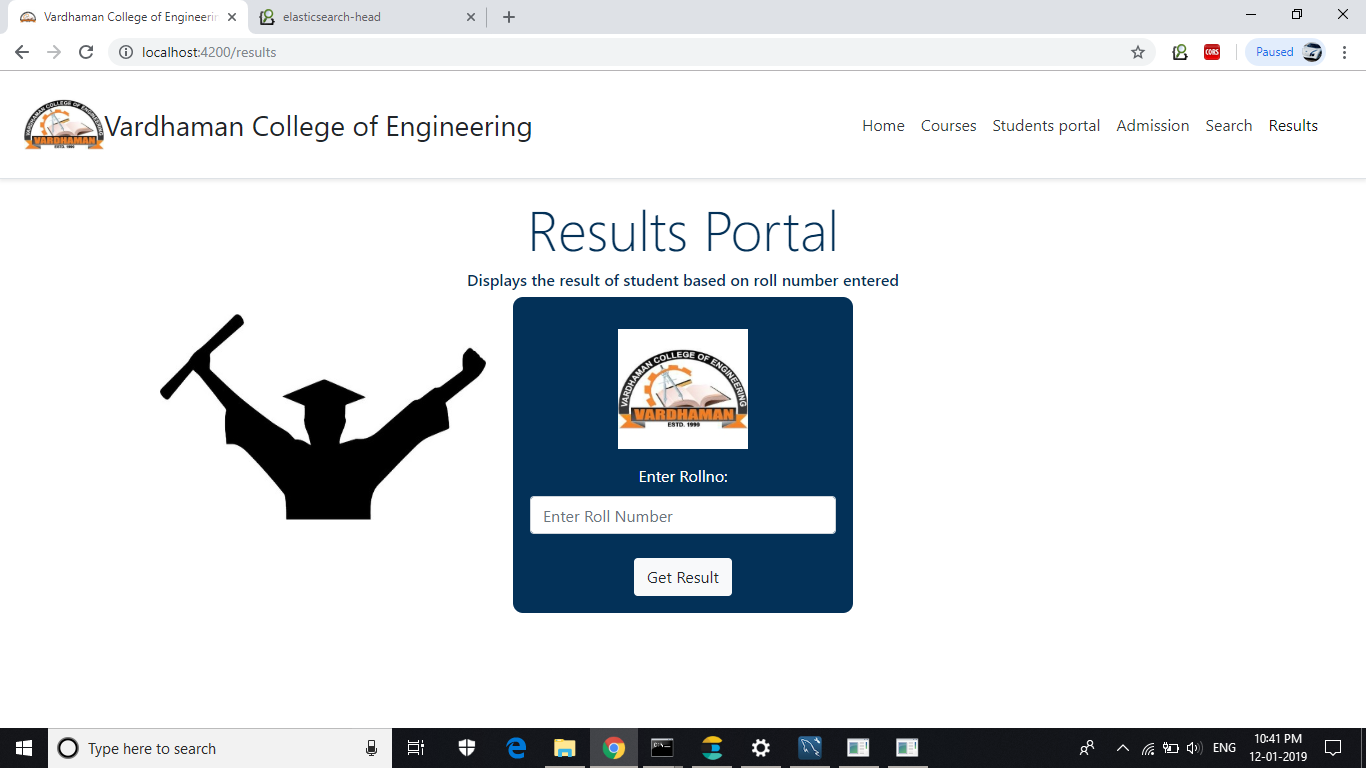 Vardhaman College of Engineerin
elasticsearch-head
localhost:4200/results
CORS
Paused
VARDHAMAN COLLEGE OF ENGINEERING
VARDHAMAN
ESTD. 1990
Vardhaman College of Engineering
Home Courses Students portal Admission Search Results
Results Portal
Displays the result of student based on roll number entered
VARDHAMAN COLLEGE OF ENGINEERING
VARDHAMAN
ESTD. 1990
Enter Rollno:
Enter Roll Number
Get Result
Type here to search
ENG
10:41 PM
12-01-2019